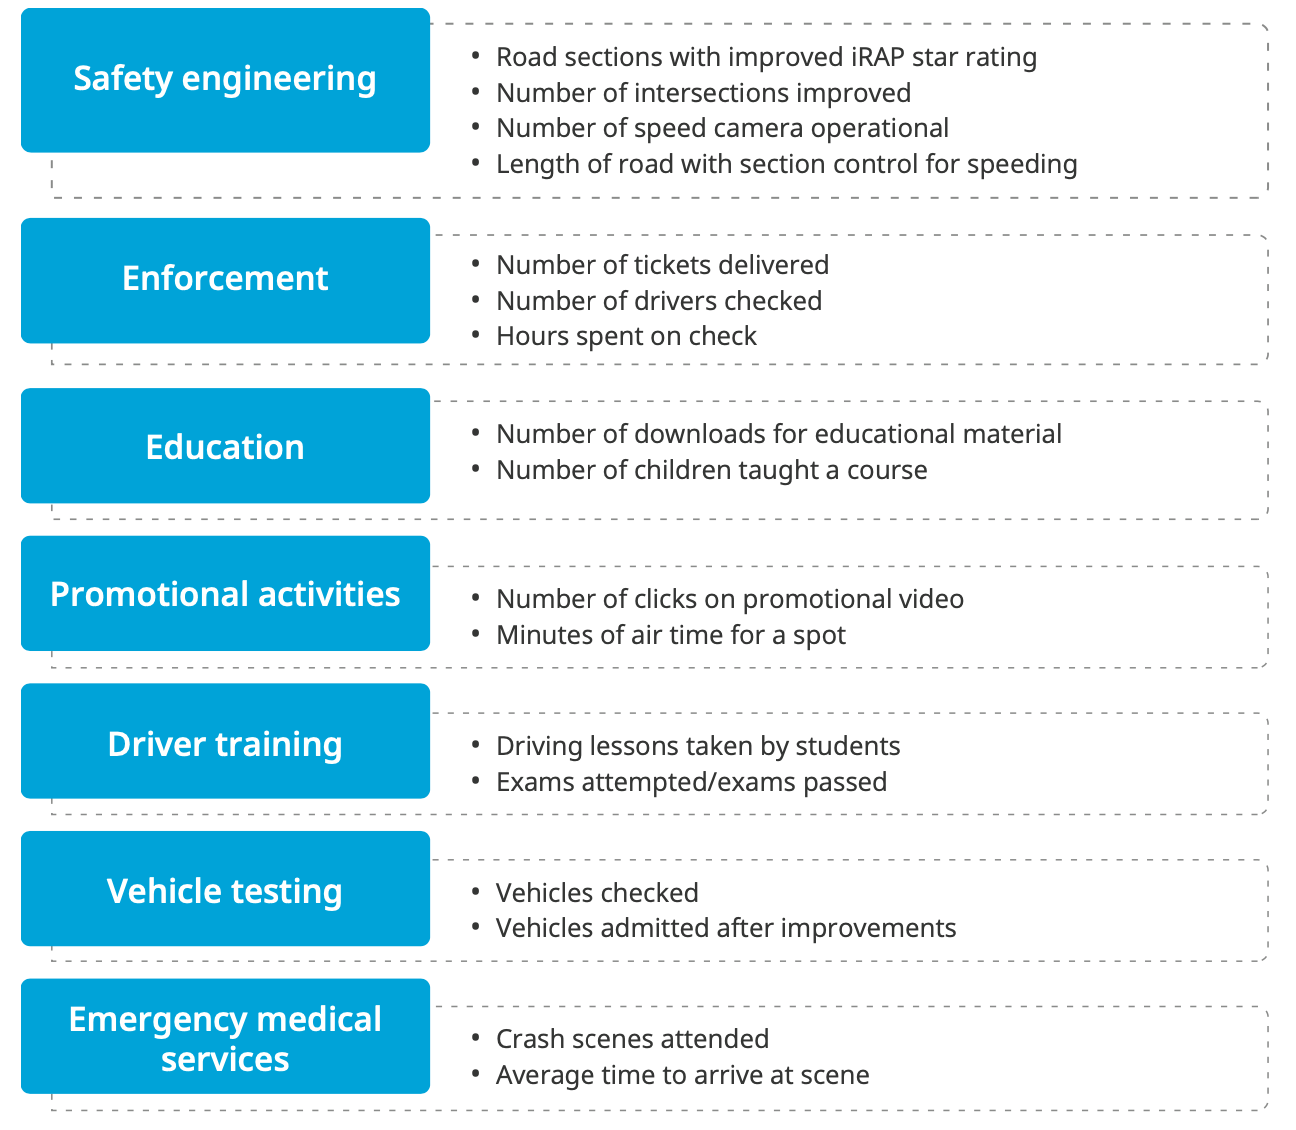 Safety engineering
• Road sections with improved iRAP star rating
• Number of intersections improved
• Number of speed camera operational
• Length of road with section control for speeding
Enforcement
• Number of tickets delivered
• Number of drivers checked
• Hours spent on check
Education
• Number of downloads for educational material
• Number of children taught a course
Promotional activities
• Number of clicks on promotional video
• Minutes of air time for a spot
Driver training
• Driving lessons taken by students
• Exams attempted/exams passed
Vehicle testing
• Vehicles checked
• Vehicles admitted after improvements
Emergency medical
services
• Crash scenes attended
• Average time to arrive at scene